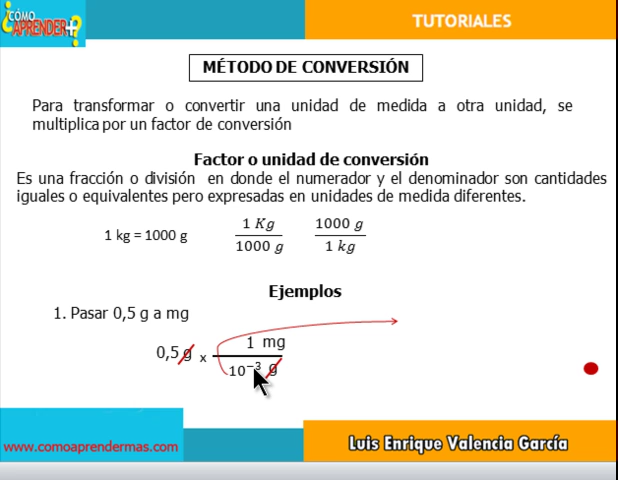 ¿CÓMO
APRENDER+?
TUTORIALES
MÉTODO DE CONVERSIÓN
Para transformar o convertir una unidad de medida a otra unidad, se
multiplica por un factor de conversión
Factor o unidad de conversión
Es una fracción o división en donde el numerador y el denominador son cantidades
iguales o equivalentes pero expresadas en unidades de medida diferentes.
1 kg = 1000 g
1 Kg
1000 g
1000 g
1 kg
Ejemplos
1. Pasar 0,5 g a mg
0,5 g x
1 mg
10⁻³ g
www.comoaprendermas.com
Luis Enrique Valencia García